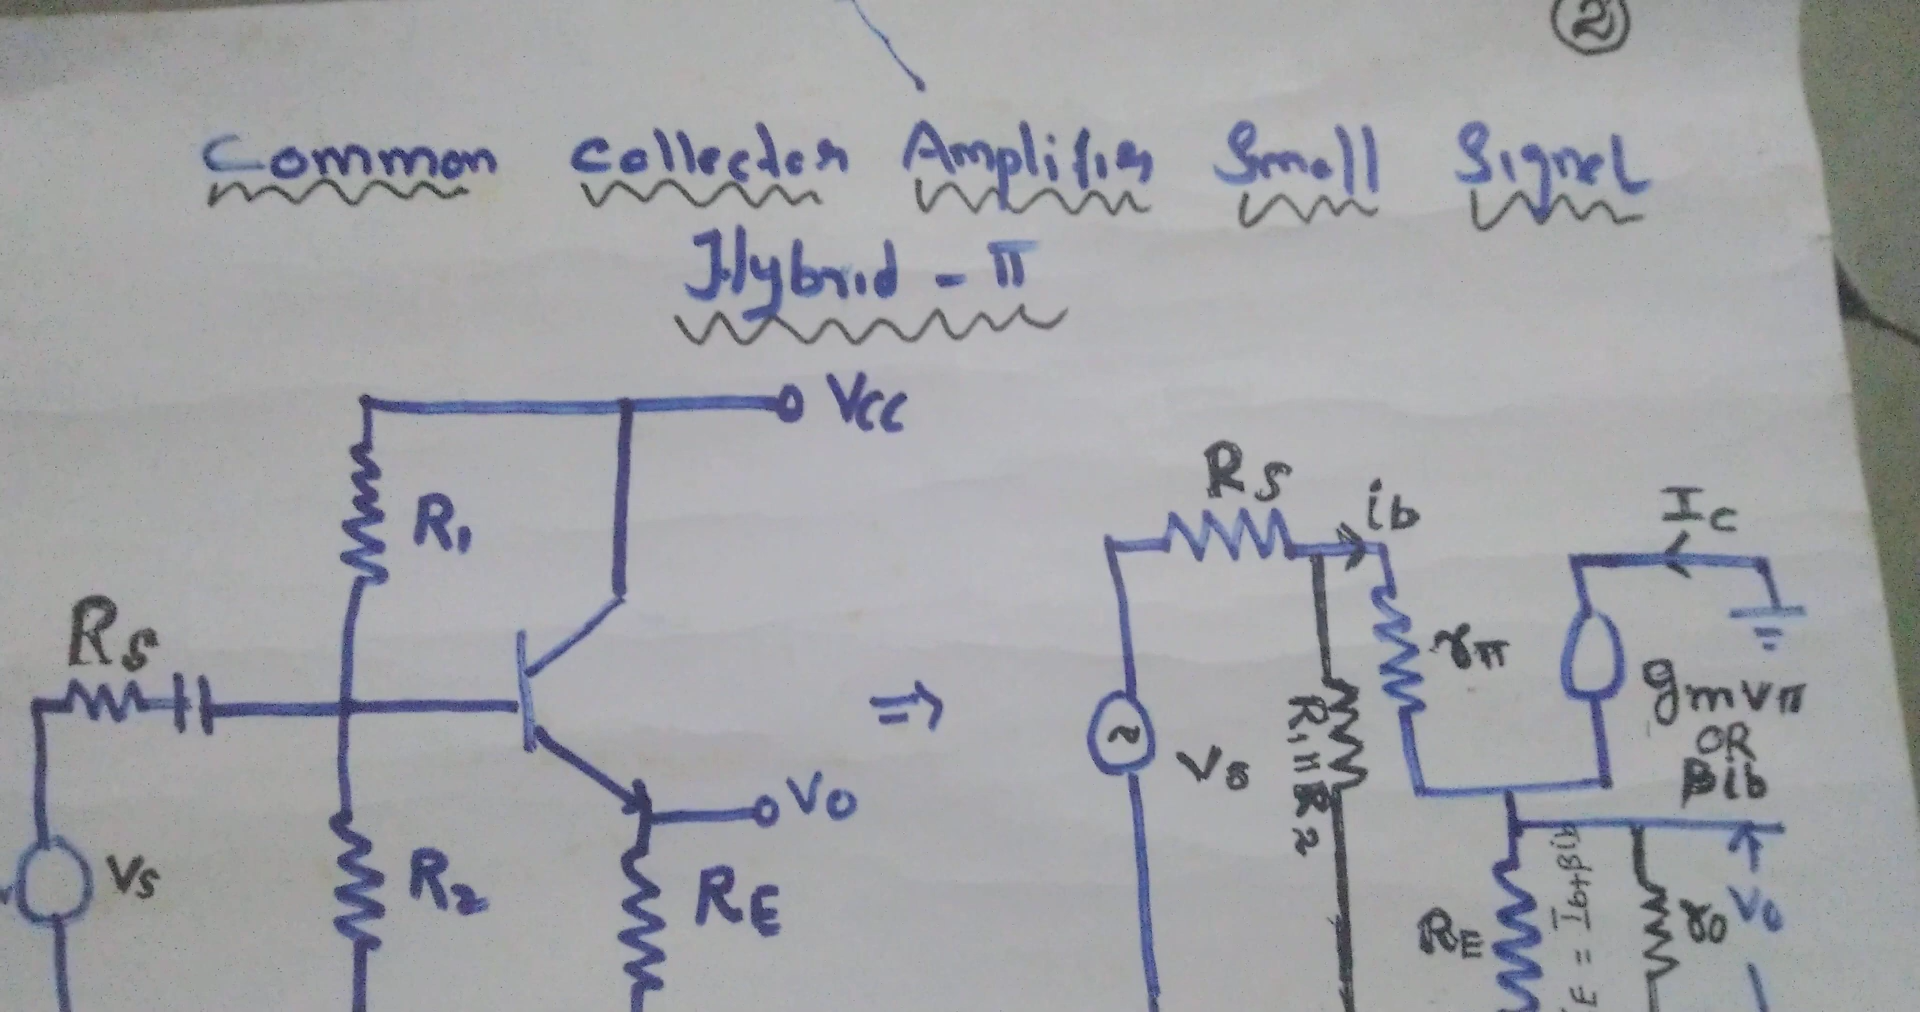 2
Common Collector Amplifier Small Signal
Hybrid - π
VCC
R1
RS
VS
R2
VO
RE
⇒
RS
ib
IC
rπ
gmvπ
OR
βib
Vs
R1 || R2
RE
E = Ib+βib
r0
Vo